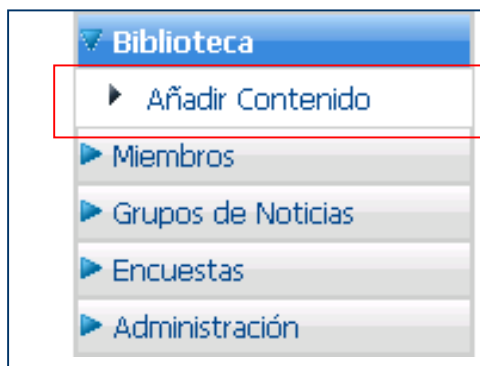 Biblioteca
Añadir Contenido
Miembros
Grupos de Noticias
Encuestas
Administración